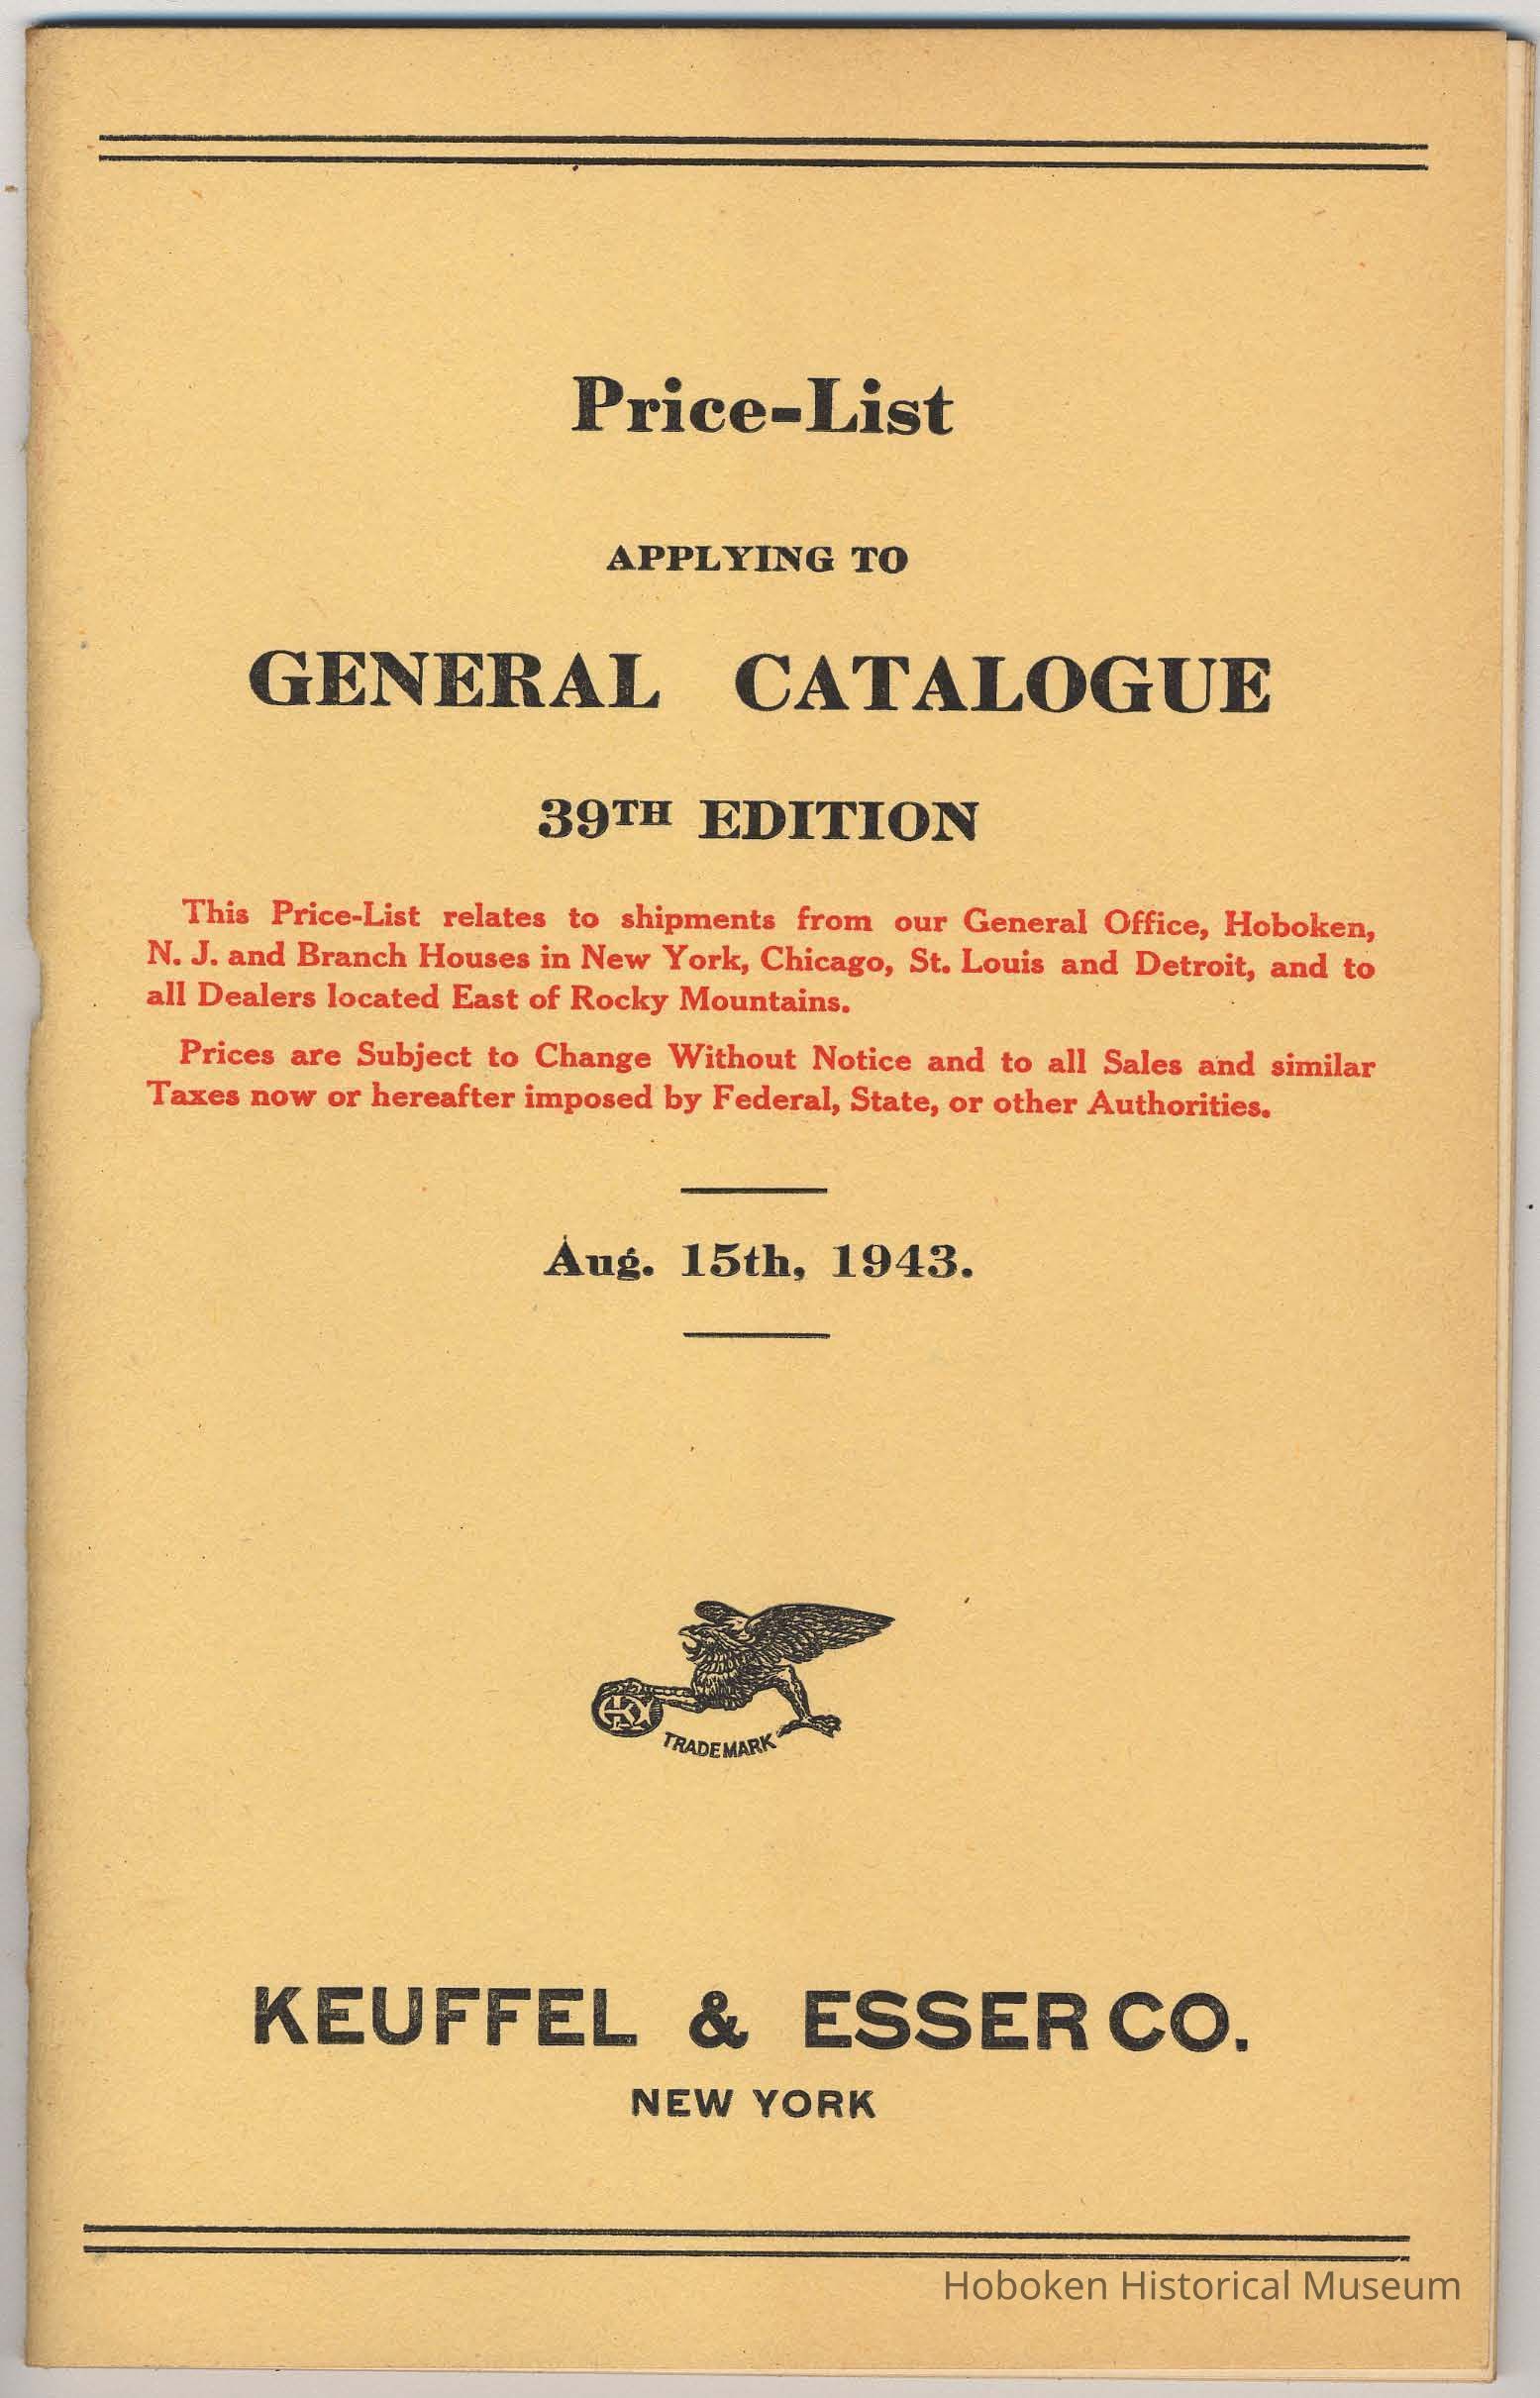 Price-List
APPLYING TO
GENERAL CATALOGUE
39TH EDITION
This Price-List relates to shipments from our General Office, Hoboken,
N. J. and Branch Houses in New York, Chicago, St. Louis and Detroit, and to
all Dealers located East of Rocky Mountains.
Prices are Subject to Change Without Notice and to all Sales and similar
Taxes now or hereafter imposed by Federal, State, or other Authorities.
Aug. 15th, 1943.
TRADEMARK
KEUFFEL & ESSER CO.
NEW YORK
Hoboken Historical Museum